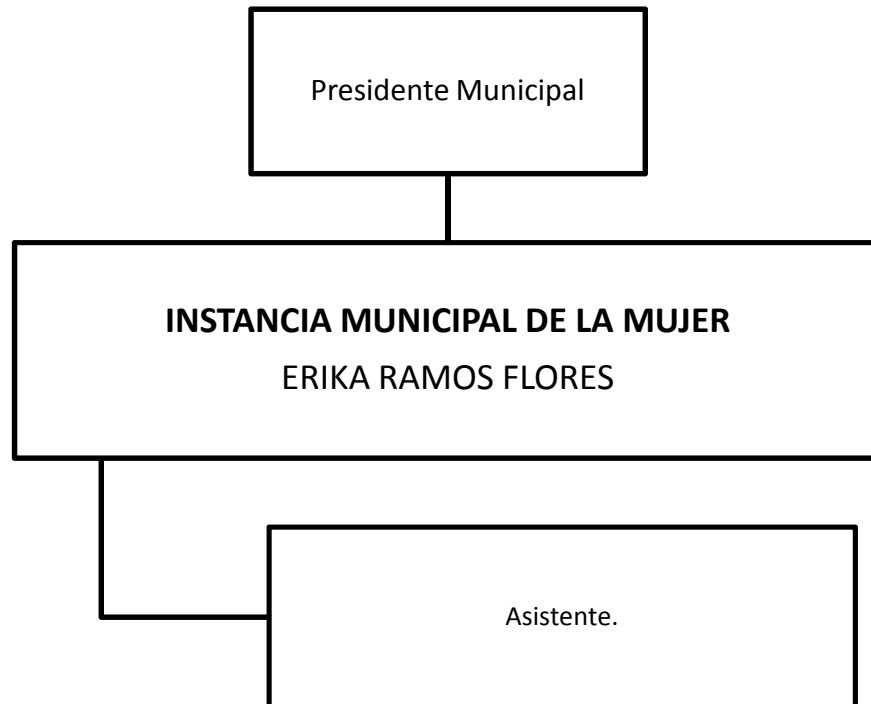 Presidente Municipal
INSTANCIA MUNICIPAL DE LA MUJER
ERIKA RAMOS FLORES
Asistente.